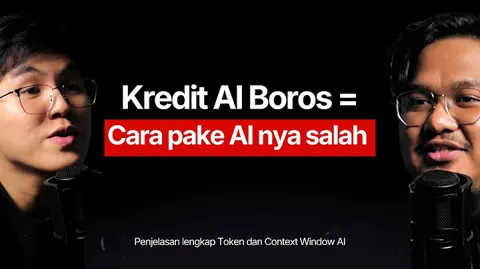 Kredit AI Boros =
Cara pake AI nya salah
Penjelasan lengkap Token dan Context Window AI